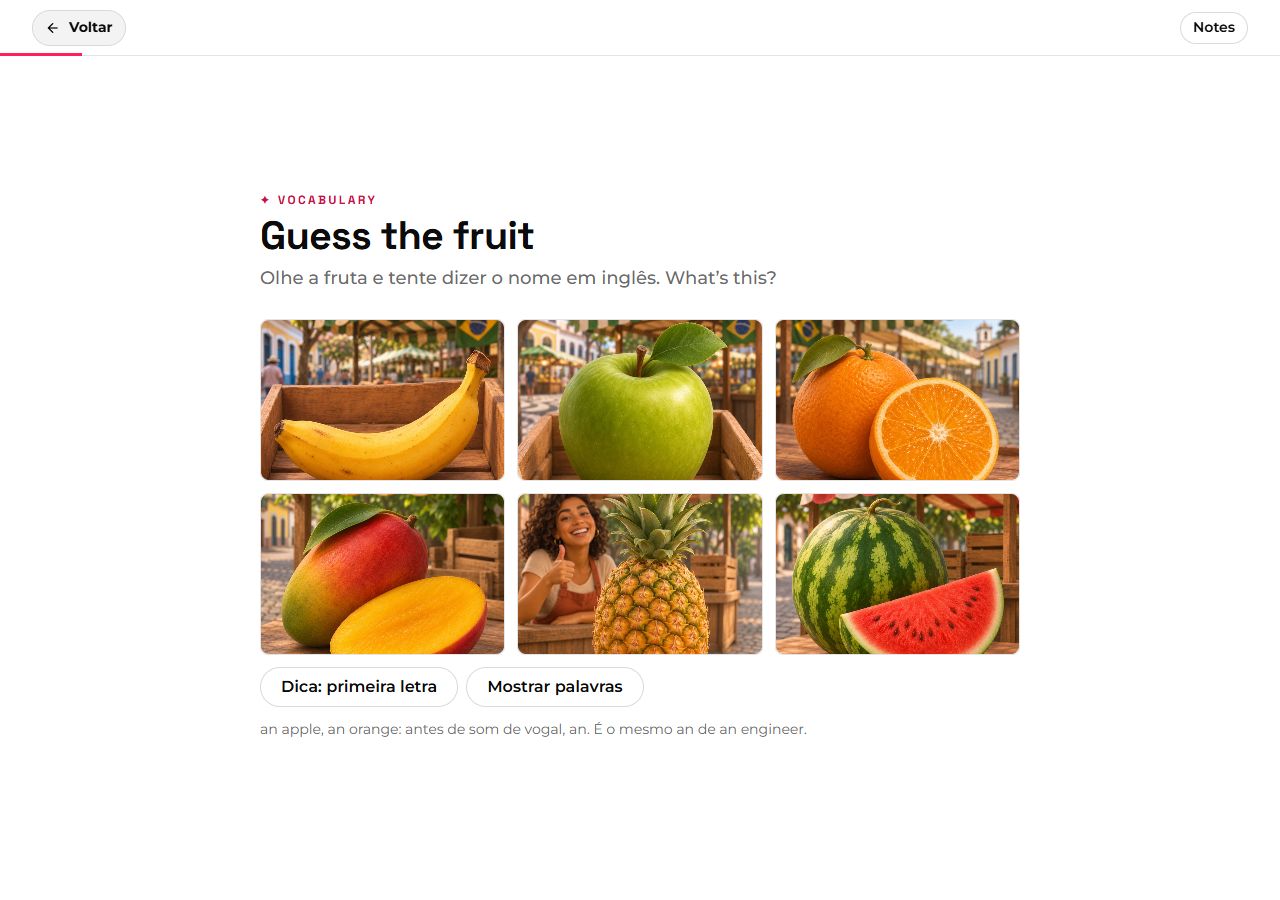 ← Voltar
Notes
✦ VOCABULARY
Guess the fruit
Olhe a fruta e tente dizer o nome em inglês. What’s this?
Dica: primeira letra
Mostrar palavras
an apple, an orange: antes de som de vogal, an. É o mesmo an de an engineer.